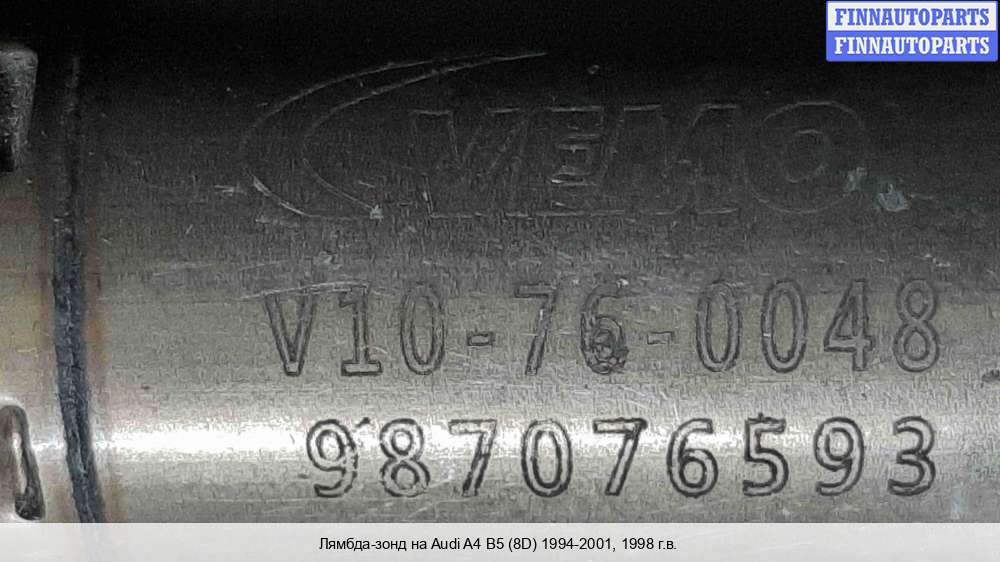 FINNAUTOPARTS
FINNAUTOPARTS
VEMO
V10-76-0048
987076593
Лямбда-зонд на Audi A4 B5 (8D) 1994-2001, 1998 г.в.